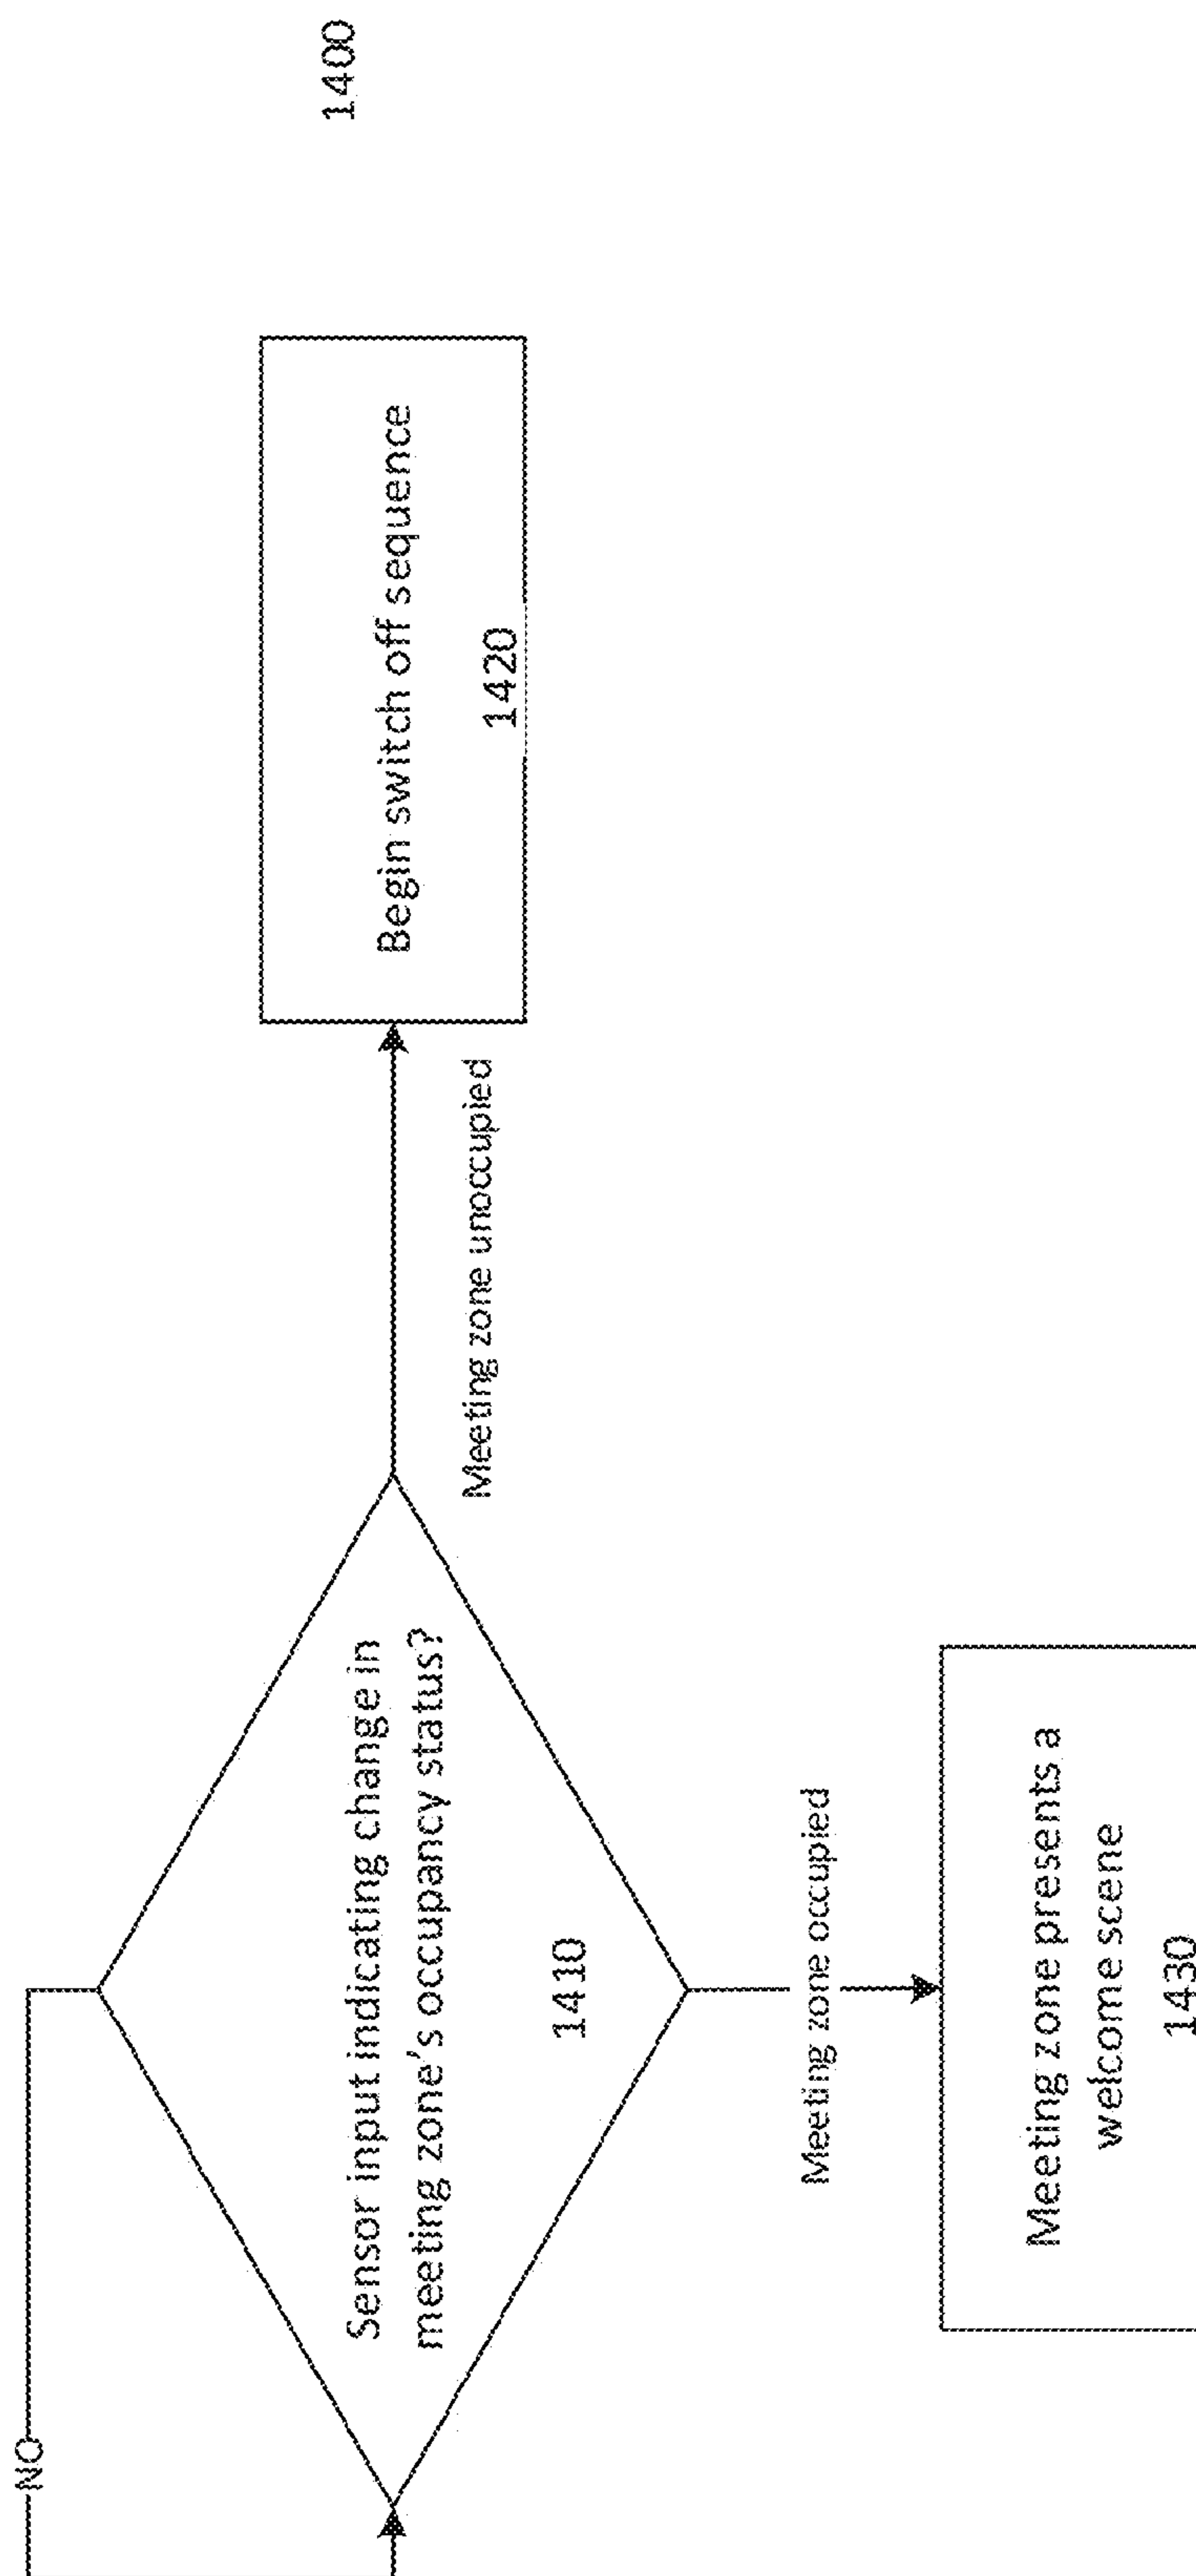 NO
Sensor input indicating change in
meeting zone's occupancy status?
1410
Meeting zone unoccupied
Begin switch off sequence
1420
1400
Meeting zone occupied
Meeting zone presents a
welcome scene
1430